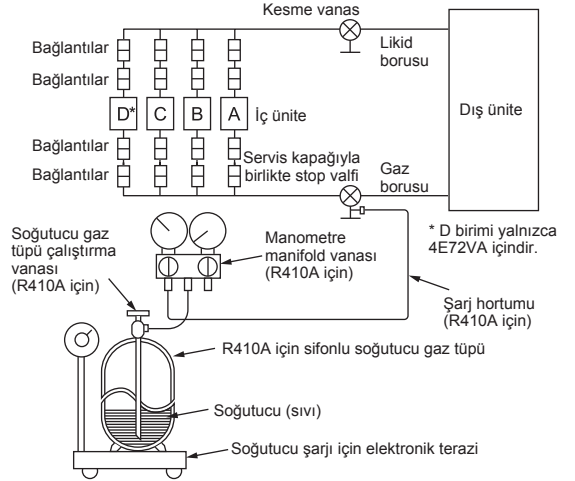 Kesme vanas
Bağlantılar
Likid
borusu
Bağlantılar
D*
C
B
A
İç ünite
Dış ünite
Bağlantılar
Servis kapağıyla
birlikte stop valfi
Bağlantılar
Gaz
borusu
* D birimi yalnızca
4E72VA içindir.
Soğutucu gaz
tüpü çalıştırma
vanası
(R410A için)
Manometre
manifold vanası
(R410A için)
Şarj hortumu
(R410A için)
R410A için sifonlu soğutucu gaz tüpü
Soğutucu (sıvı)
Soğutucu şarjı için elektronik terazi